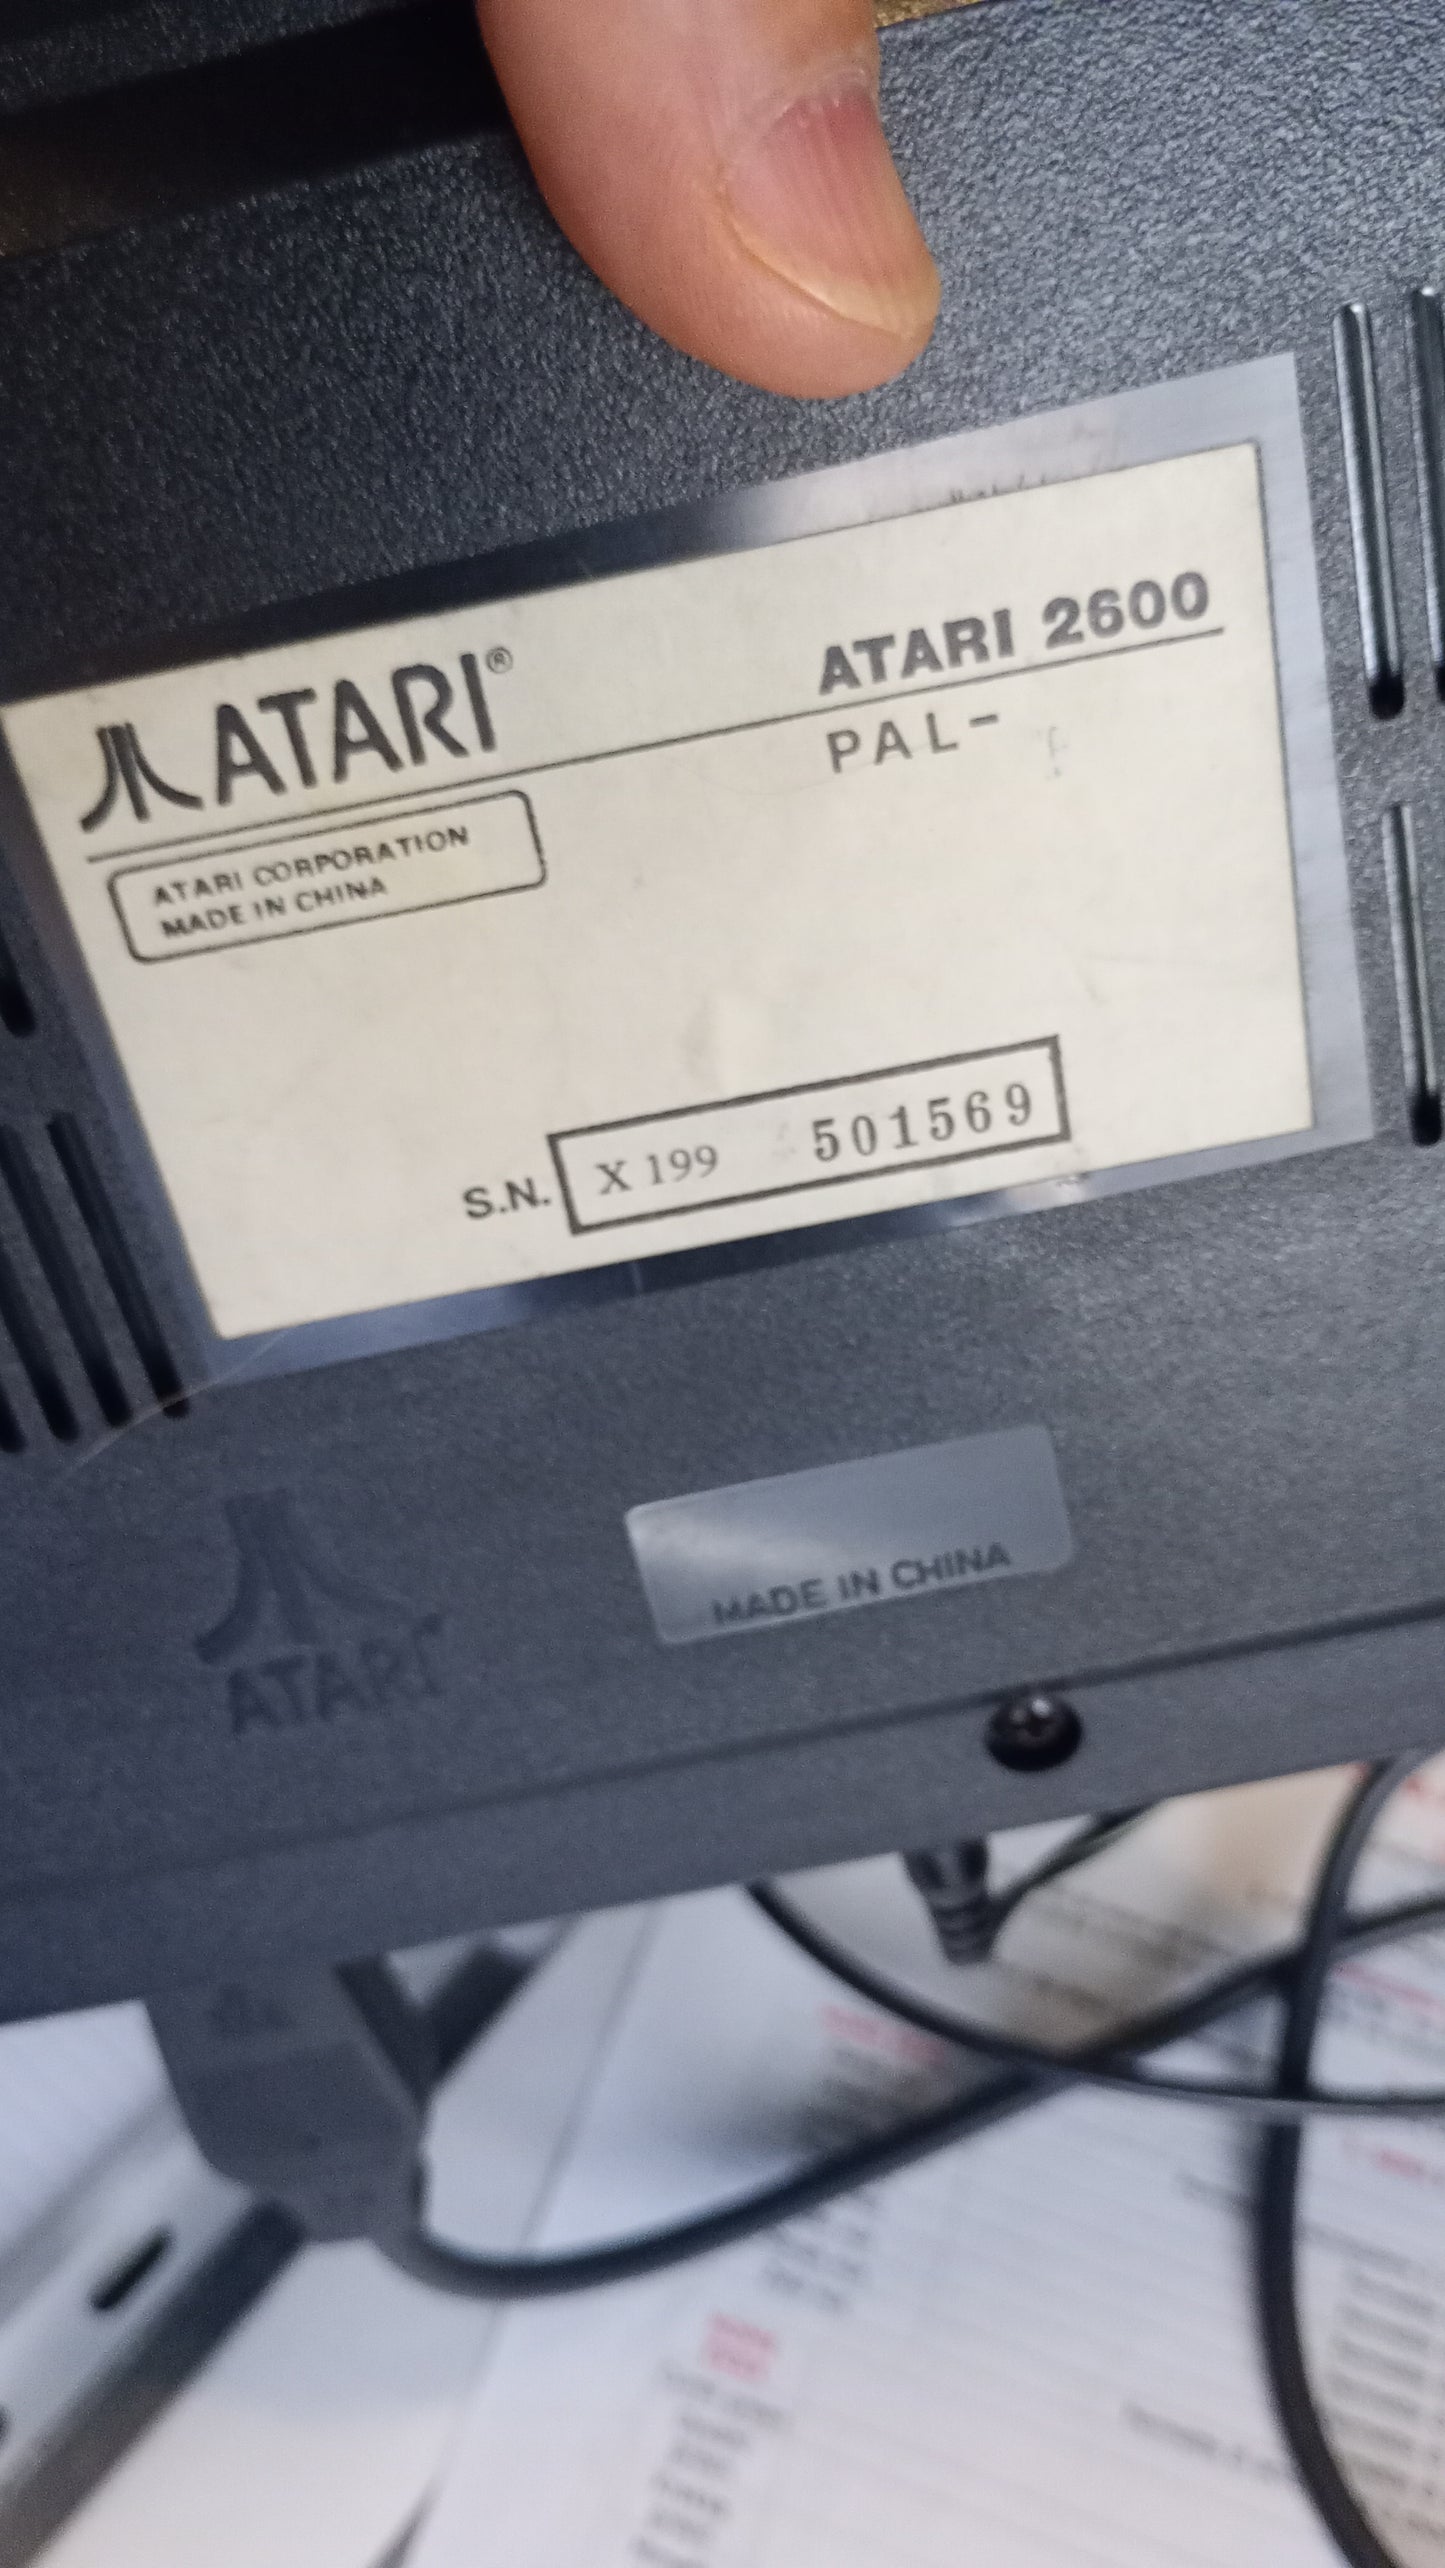 ATARI®
ATARI 2600
PAL-
ATARI CORPORATION
MADE IN CHINA
S.N. X 199 501569
MADE IN CHINA
ATARI